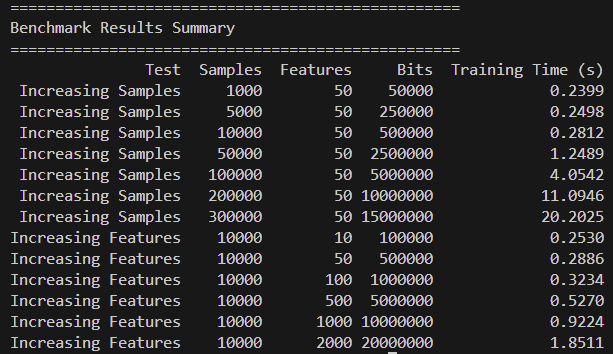 ==================================================
Benchmark Results Summary
==================================================
               Test  Samples  Features     Bits  Training Time (s)
 Increasing Samples     1000        50    50000             0.2399
 Increasing Samples     5000        50   250000             0.2498
 Increasing Samples    10000        50   500000             0.2812
 Increasing Samples    50000        50  2500000             1.2489
 Increasing Samples   100000        50  5000000             4.0542
 Increasing Samples   200000        50 10000000            11.0946
 Increasing Samples   300000        50 15000000            20.2025
Increasing Features    10000        10   100000             0.2530
Increasing Features    10000        50   500000             0.2886
Increasing Features    10000       100  1000000             0.3234
Increasing Features    10000       500  5000000             0.5270
Increasing Features    10000      1000 10000000             0.9224
Increasing Features    10000      2000 20000000             1.8511